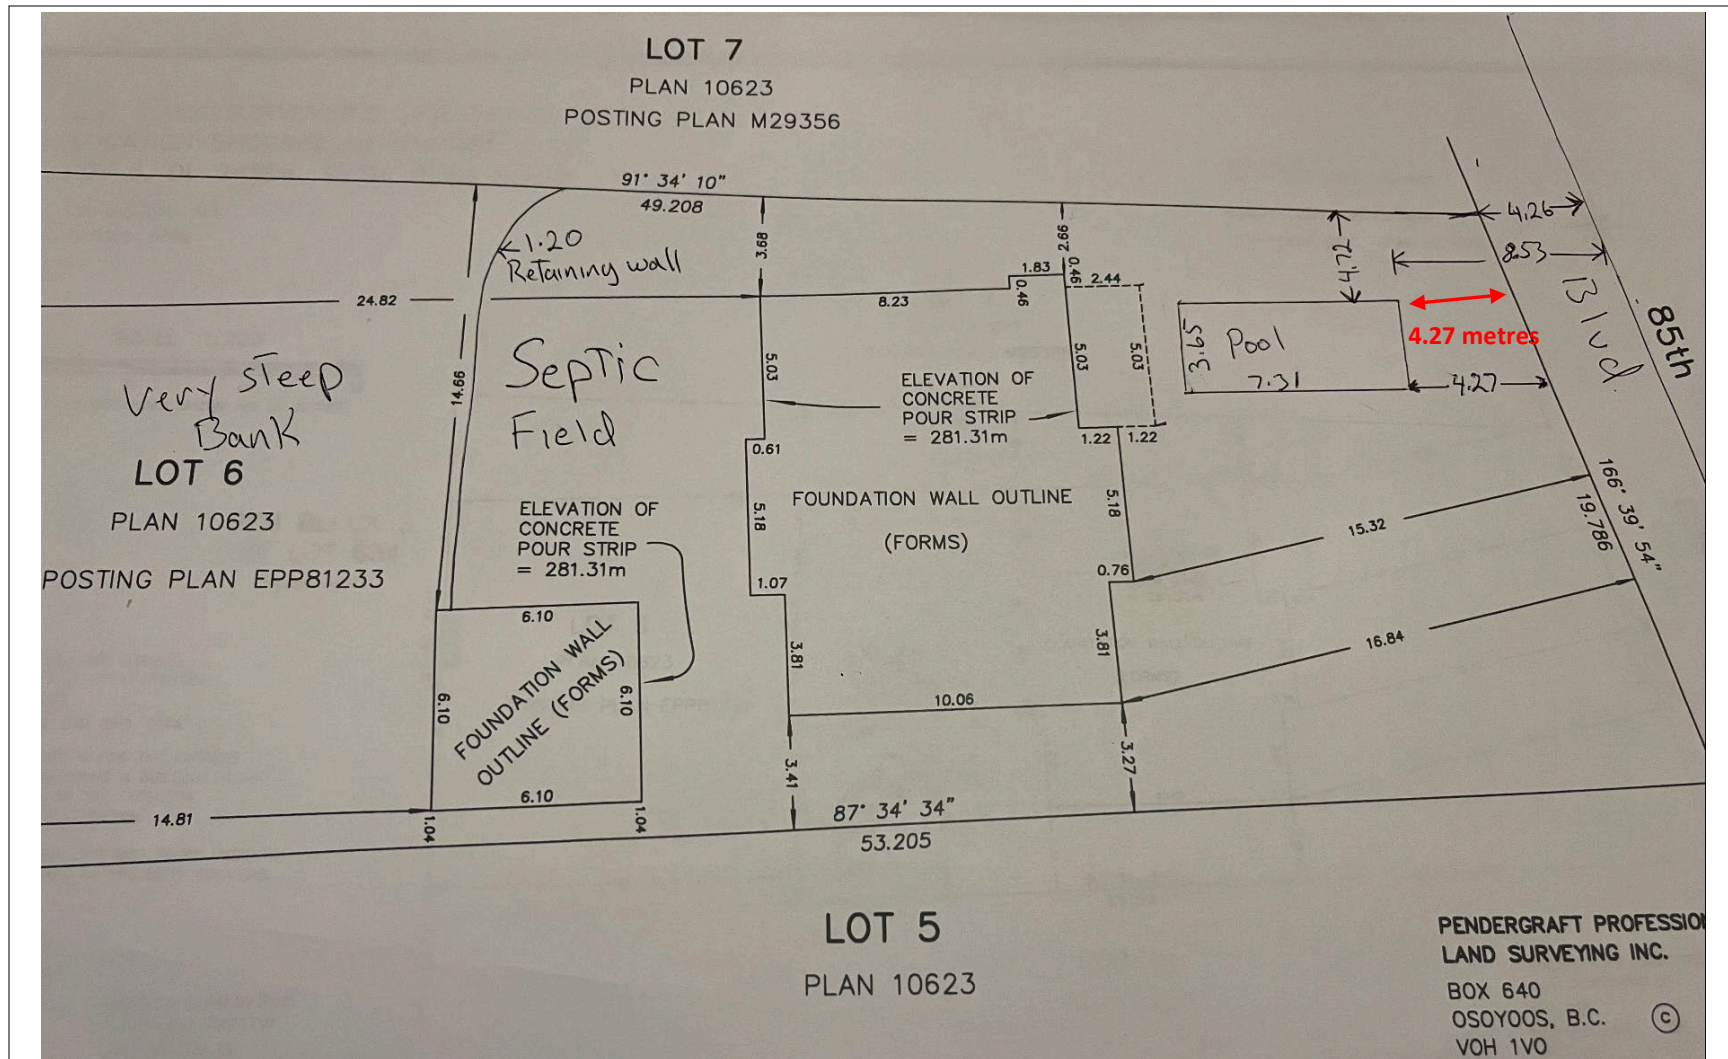 LOT 7
PLAN 10623
POSTING PLAN M29356
91° 34' 10"
49.208
4.26
8.53
Blvd.
85th
3.68
2.66
4.22
1.20
Retaining wall
24.82
8.23
1.83
0.46
0.46
2.44
4.27 metres
Very steep
Bank
14.66
Septic
Field
5.03
5.03
5.03
3.65
Pool
7.31
4.27
ELEVATION OF
CONCRETE
POUR STRIP
= 281.31m
0.61
1.22
1.22
LOT 6
PLAN 10623
POSTING PLAN EPP81233
ELEVATION OF
CONCRETE
POUR STRIP
= 281.31m
5.18
FOUNDATION WALL OUTLINE
(FORMS)
5.18
15.32
166° 39' 54"
19.786
1.07
0.76
6.10
6.10
FOUNDATION WALL
OUTLINE (FORMS)
6.10
6.10
3.81
3.81
16.84
10.06
3.41
3.27
14.81
1.04
1.04
87° 34' 34"
53.205
LOT 5
PLAN 10623
PENDERGRAFT PROFESSIO
LAND SURVEYING INC.
BOX 640
OSOYOOS, B.C.
V0H 1V0
©